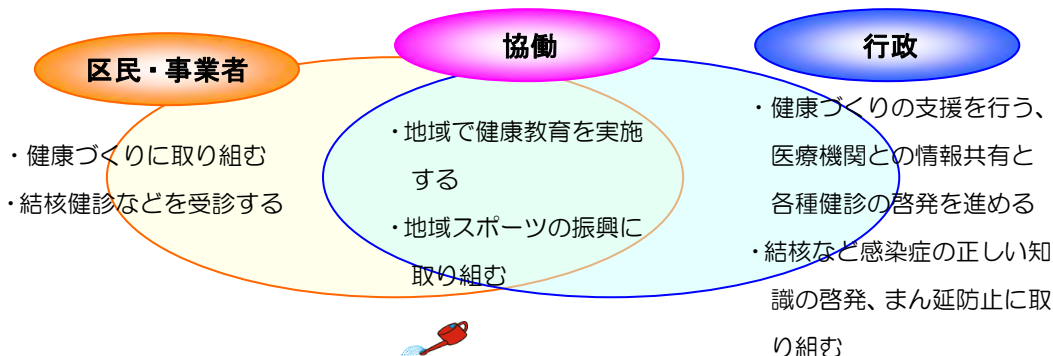 区民・事業者
・健康づくりに取り組む
・結核健診などを受診する
協働
・地域で健康教育を実施
する
・地域スポーツの振興に
取り組む
行政
・健康づくりの支援を行う、
医療機関との情報共有と
各種健診の啓発を進める
・結核など感染症の正しい知
識の啓発、まん延防止に取
り組む